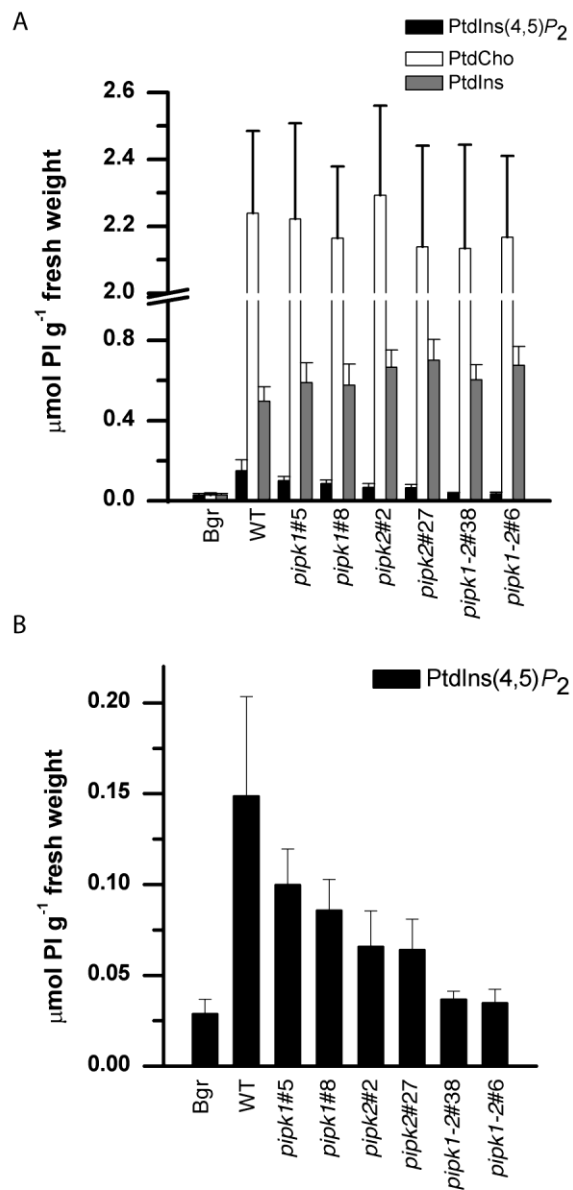 A
PtdIns(4,5)P2
PtdCho
PtdIns
μmol PI g-1 fresh weight
2.6
2.4
2.2
2.0
0.8
0.4
0.0
Bgr
WT
pipk1#5
pipk1#8
pipk2#2
pipk2#27
pipk1-2#38
pipk1-2#6
B
PtdIns(4,5)P2
μmol PI g-1 fresh weight
0.20
0.15
0.10
0.05
0.00
Bgr
WT
pipk1#5
pipk1#8
pipk2#2
pipk2#27
pipk1-2#38
pipk1-2#6